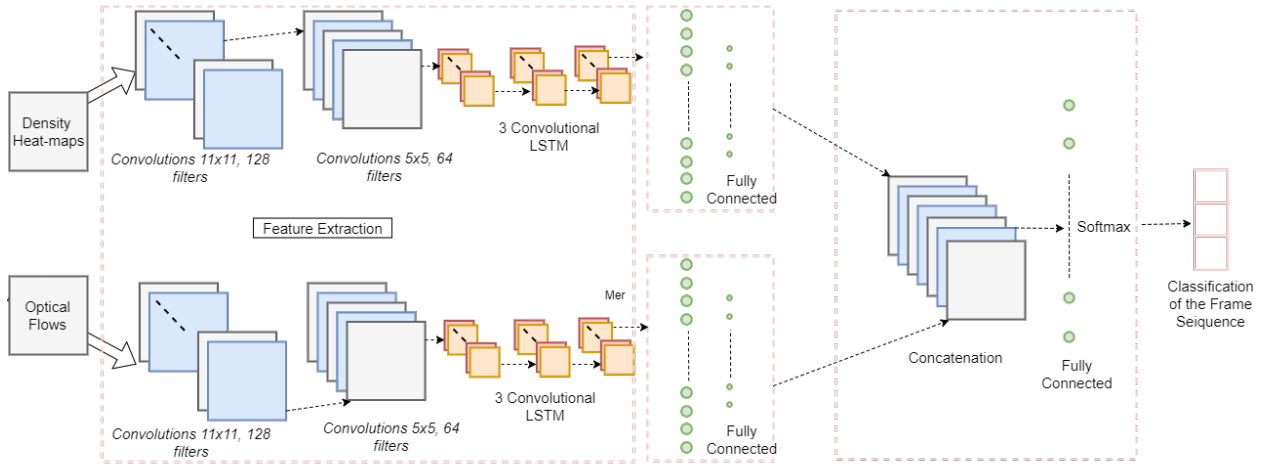 Density
Heat-maps
Convolutions 11x11, 128
filters
Convolutions 5x5, 64
filters
3 Convolutional
LSTM
Fully
Connected
Feature Extraction
Optical
Flows
Convolutions 11x11, 128
filters
Convolutions 5x5, 64
filters
3 Convolutional
LSTM
Mer
Fully
Connected
Concatenation
Softmax
Fully
Connected
Classification
of the Frame
Seiquence